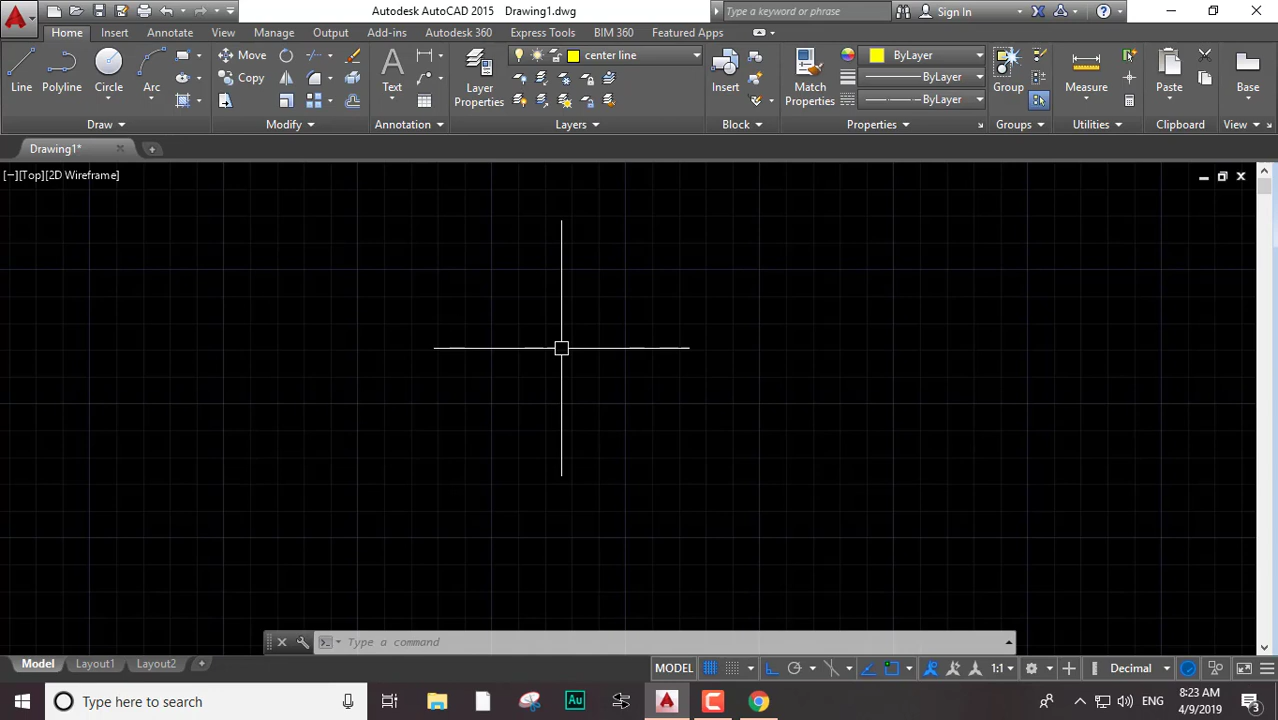 Autodesk AutoCAD 2015 Drawing1.dwg
Type a keyword or phrase
Sign In
Home Insert Annotate View Manage Output Add-ins Autodesk 360 Express Tools BIM 360 Featured Apps
Line Polyline Circle Arc
Move
Copy
Text
Layer Properties
center line
Insert
Match Properties
ByLayer
ByLayer
ByLayer
Group
Measure
Paste
Base
Draw Modify Annotation Layers Block Properties Groups Utilities Clipboard View
Drawing1*
[−][Top][2D Wireframe]
Type a command
Model Layout1 Layout2
MODEL 1:1 Decimal
Type here to search
Au
ENG
8:23 AM
4/9/2019
3